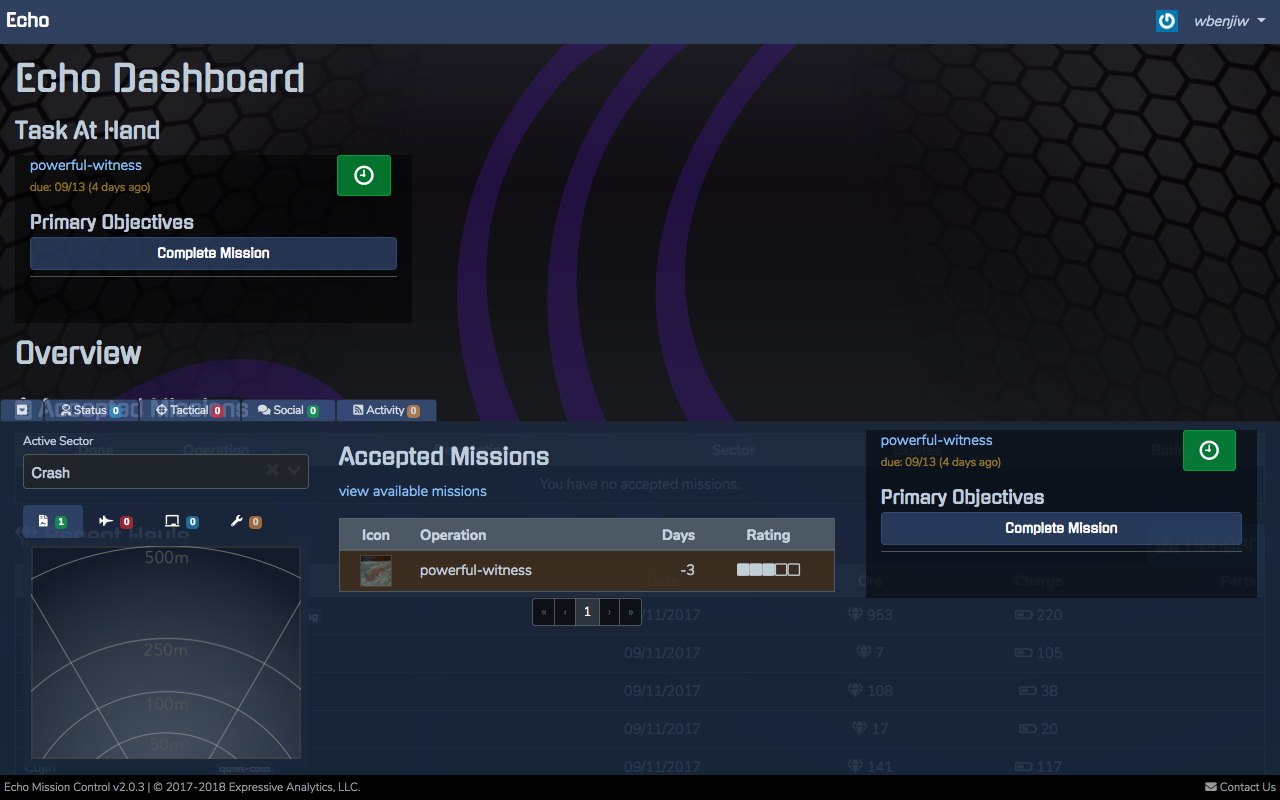 Echo
wbenjiw
Echo Dashboard
Task At Hand
powerful-witness
due: 09/13 (4 days ago)
Primary Objectives
Complete Mission
Overview
Accepted Missions
Status 0
Tactical 0
Social 0
Activity 0
Active Sector
Crash
1
0
0
0
500m
250m
100m
50m
Accepted Missions
view available missions
Icon Operation Days Rating
powerful-witness -3
« ‹ 1 › »
powerful-witness
due: 09/13 (4 days ago)
Primary Objectives
Complete Mission
Done Operation Sector
You have no accepted missions.
Recent Hauls
Date Ore Charge Parts
09/11/2017 953 220
09/11/2017 7 105
09/11/2017 108 38
09/11/2017 17 20
Cojin quiet-cold 09/11/2017 141 117
Echo Mission Control v2.0.3 | © 2017-2018 Expressive Analytics, LLC.
Contact Us